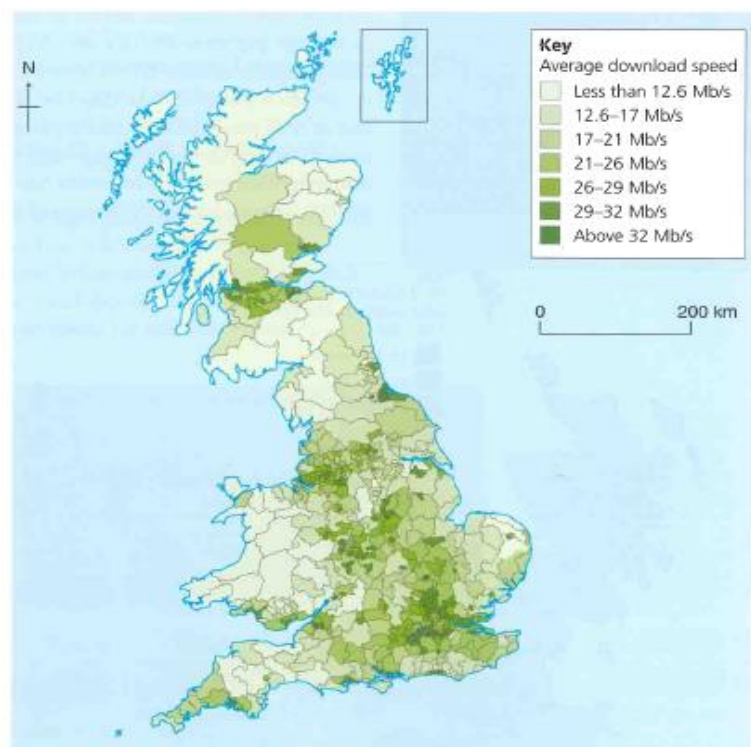 N
Key
Average download speed
Less than 12.6 Mb/s
12.6–17 Mb/s
17–21 Mb/s
21–26 Mb/s
26–29 Mb/s
29–32 Mb/s
Above 32 Mb/s
0 200 km